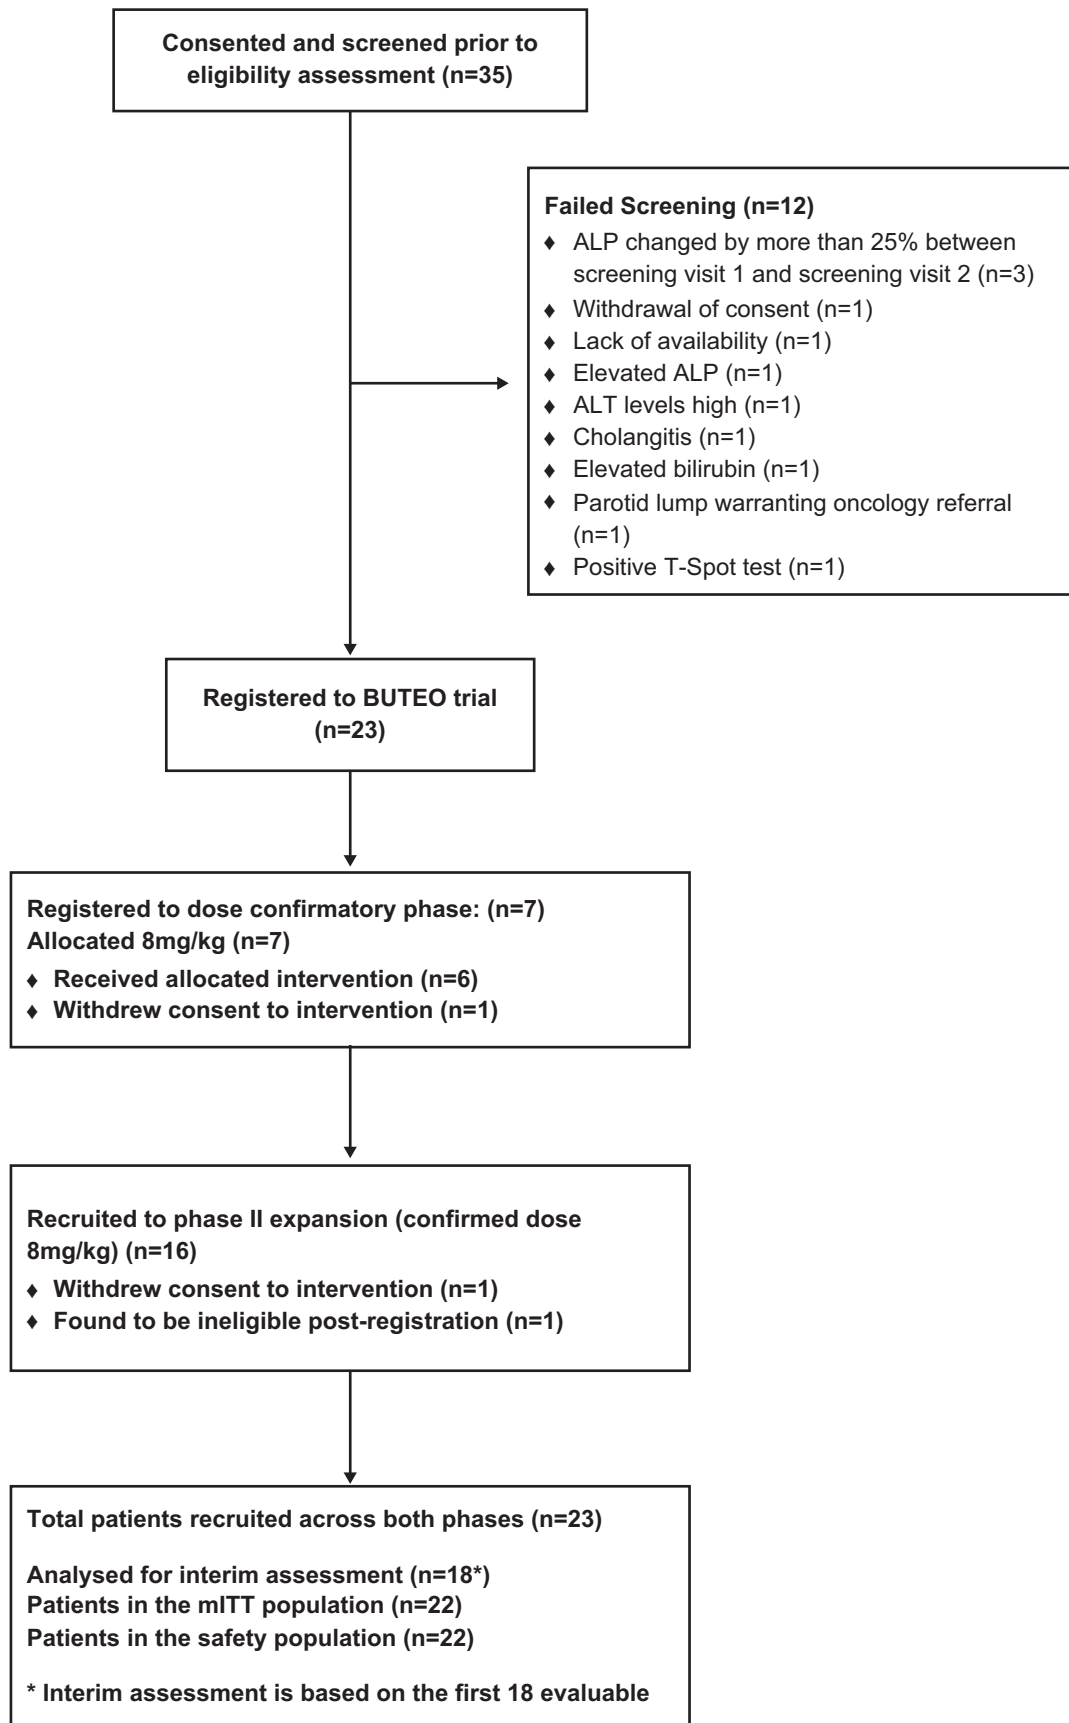 Consented and screened prior to
eligibility assessment (n=35)
Failed Screening (n=12)
♦ ALP changed by more than 25% between
screening visit 1 and screening visit 2 (n=3)
♦ Withdrawal of consent (n=1)
♦ Lack of availability (n=1)
♦ Elevated ALP (n=1)
♦ ALT levels high (n=1)
♦ Cholangitis (n=1)
♦ Elevated bilirubin (n=1)
♦ Parotid lump warranting oncology referral
(n=1)
♦ Positive T-Spot test (n=1)
Registered to BUTEO trial
(n=23)
Registered to dose confirmatory phase: (n=7)
Allocated 8mg/kg (n=7)
♦ Received allocated intervention (n=6)
♦ Withdrew consent to intervention (n=1)
Recruited to phase II expansion (confirmed dose
8mg/kg) (n=16)
♦ Withdrew consent to intervention (n=1)
♦ Found to be ineligible post-registration (n=1)
Total patients recruited across both phases (n=23)
Analysed for interim assessment (n=18*)
Patients in the mITT population (n=22)
Patients in the safety population (n=22)
* Interim assessment is based on the first 18 evaluable